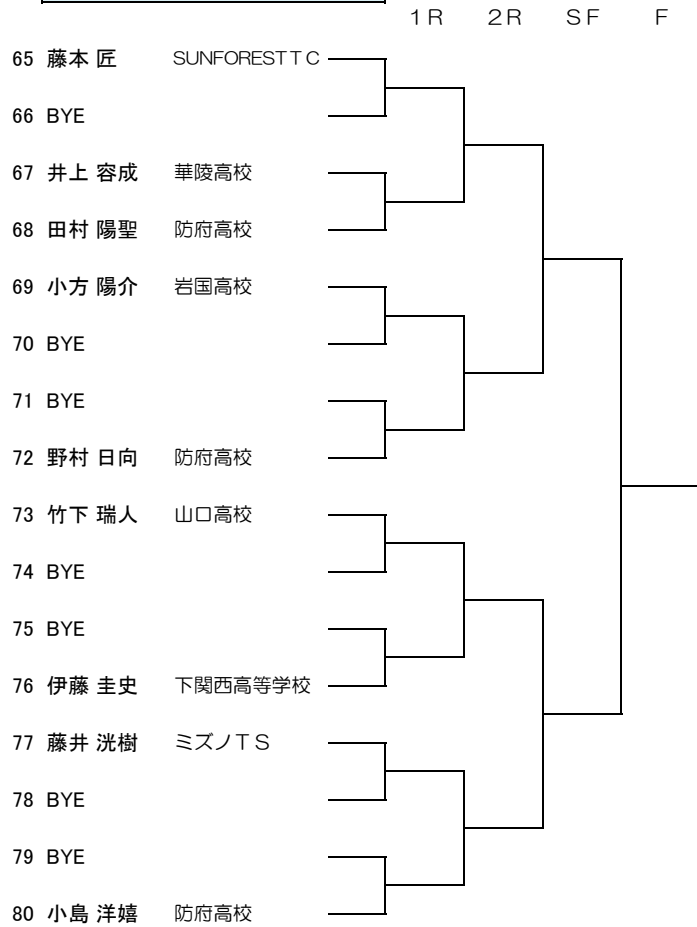 １Ｒ ２Ｒ ＳＦ Ｆ
65 藤本 匠 SUNFORESTＴＣ
66 BYE
67 井上 容成 華陵高校
68 田村 陽聖 防府高校
69 小方 陽介 岩国高校
70 BYE
71 BYE
72 野村 日向 防府高校
73 竹下 瑞人 山口高校
74 BYE
75 BYE
76 伊藤 圭史 下関西高等学校
77 藤井 洸樹 ミズノＴＳ
78 BYE
79 BYE
80 小島 洋嬉 防府高校